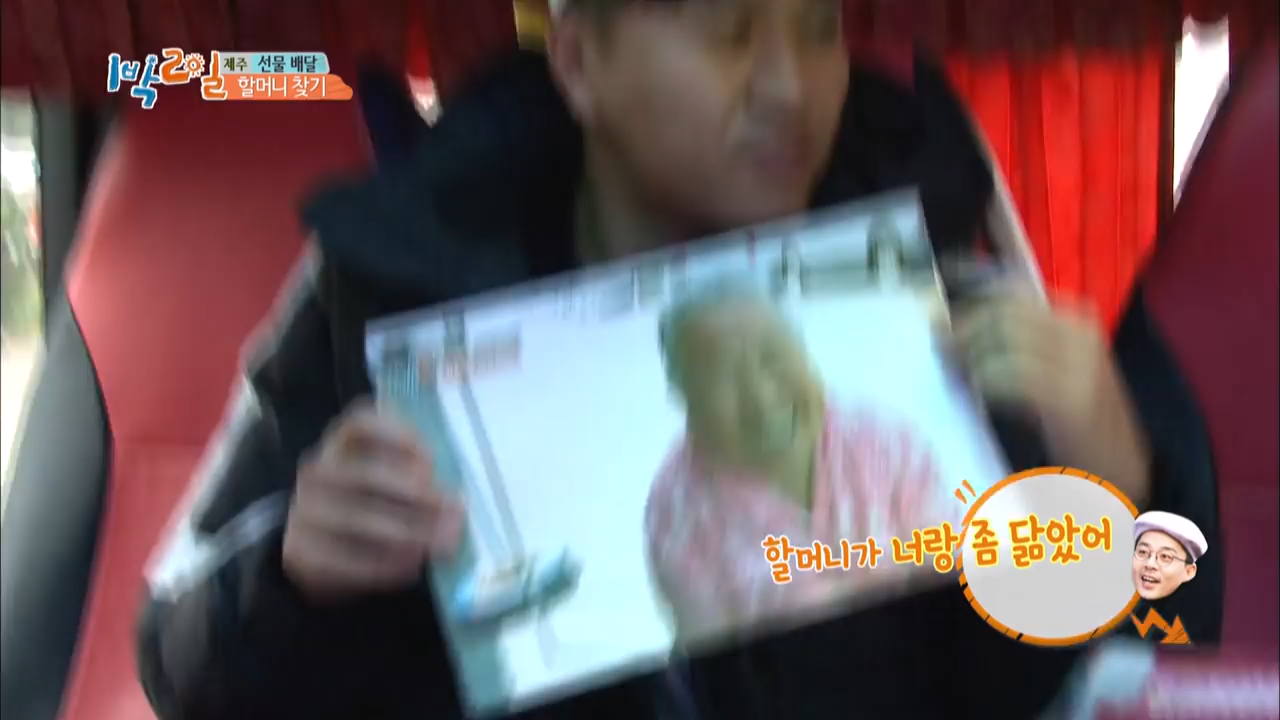 1박2일
제주 선물 배달
할머니 찾기
할머니가 너랑 좀 닮았어